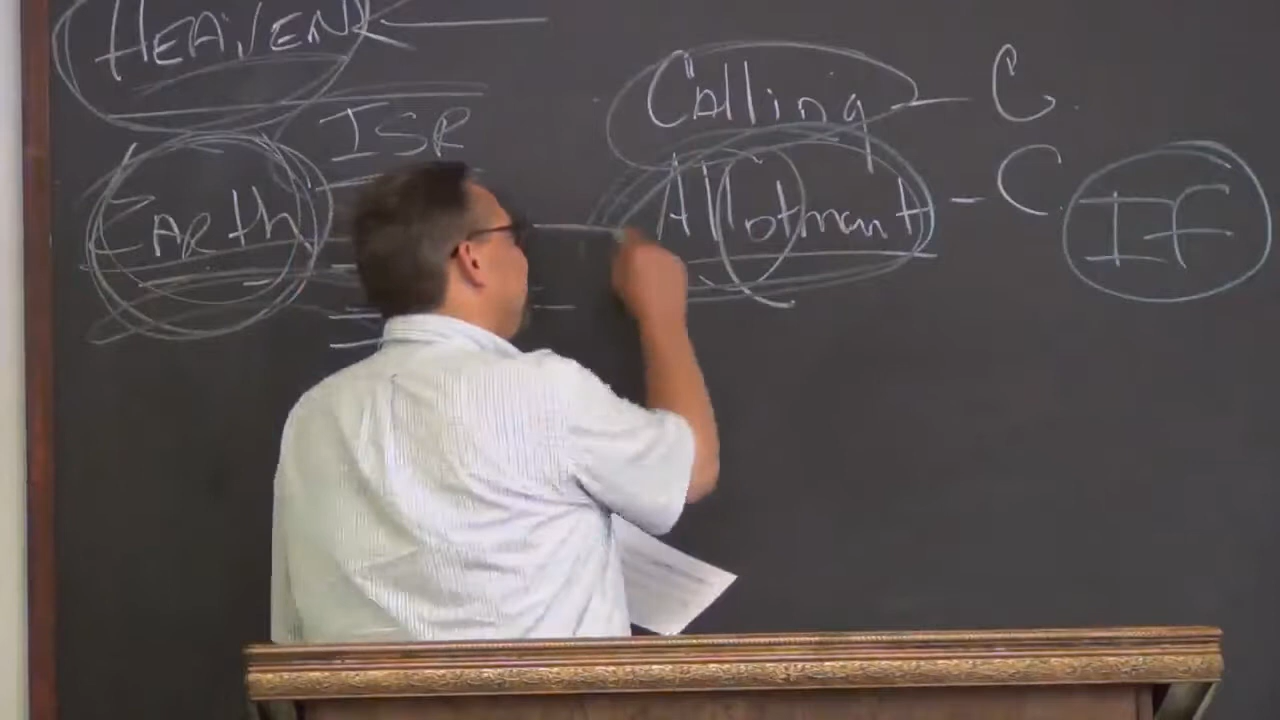 HEAVEN
Earth
ISR
Calling - C
Allotment - C
IF